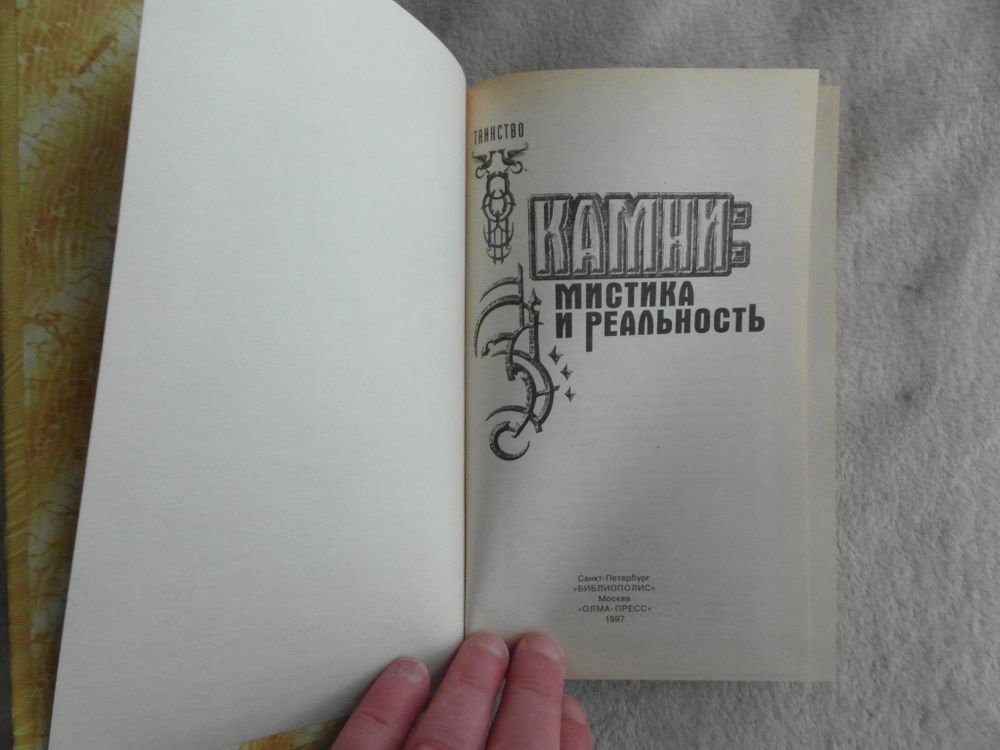 ТАИНСТВО
КАМНИ:
МИСТИКА
И РЕАЛЬНОСТЬ
Санкт-Петербург
«БИБЛИОПОЛИС»
Москва
«ОЛМА-ПРЕСС»
1997